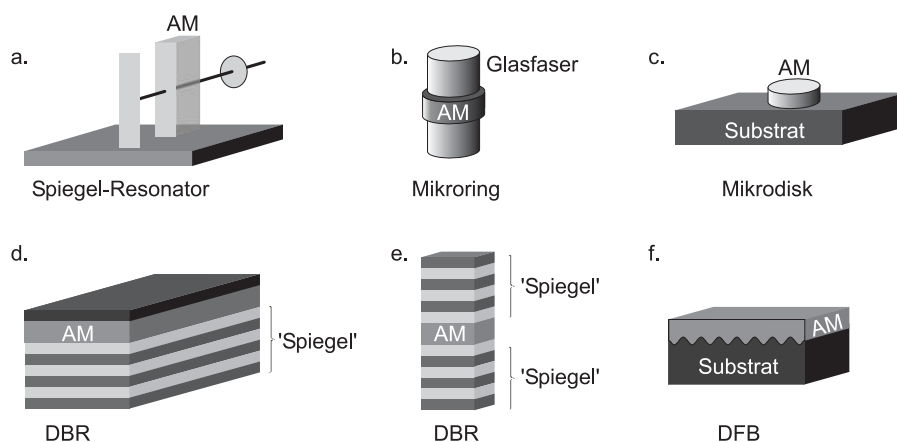 a.
AM
Spiegel-Resonator
b.
Glasfaser
AM
Mikroring
c.
AM
Substrat
Mikrodisk
d.
AM
'Spiegel'
DBR
e.
'Spiegel'
AM
'Spiegel'
DBR
f.
AM
Substrat
DFB